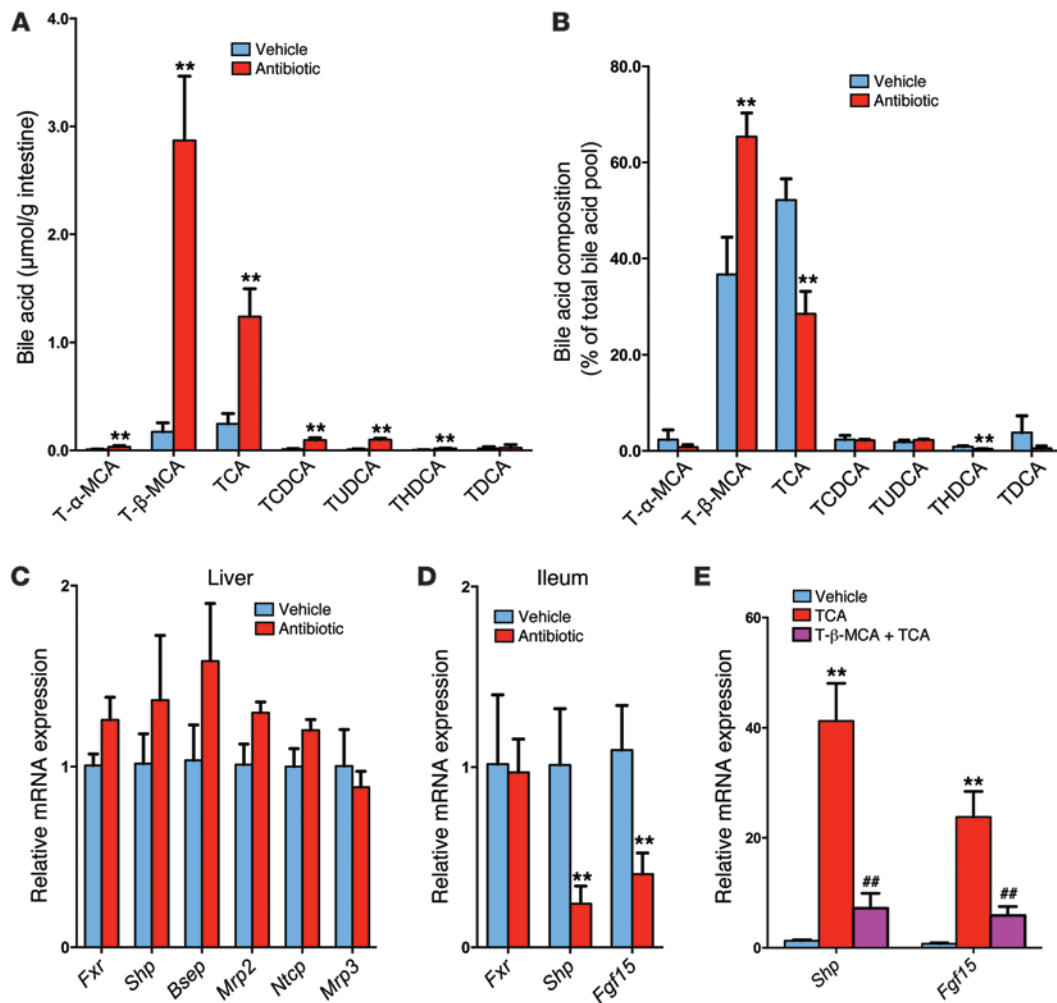 A
Bile acid (μmol/g intestine)
4.0
3.0
2.0
1.0
0.0
Vehicle
Antibiotic
**
**
**
**
**
**
T-α-MCA
T-β-MCA
TCA
TCDCA
TUDCA
THDCA
TDCA
B
Bile acid composition
(% of total bile acid pool)
80.0
60.0
40.0
20.0
0.0
Vehicle
Antibiotic
**
**
**
T-α-MCA
T-β-MCA
TCA
TCDCA
TUDCA
THDCA
TDCA
C
Liver
Relative mRNA expression
2
1
0
Vehicle
Antibiotic
Fxr
Shp
Bsep
Mrp2
Ntcp
Mrp3
D
Ileum
Relative mRNA expression
2
1
0
Vehicle
Antibiotic
**
**
Fxr
Shp
Fgf15
E
Vehicle
TCA
T-β-MCA + TCA
Relative mRNA expression
60
40
20
0
**
##
**
##
Shp
Fgf15